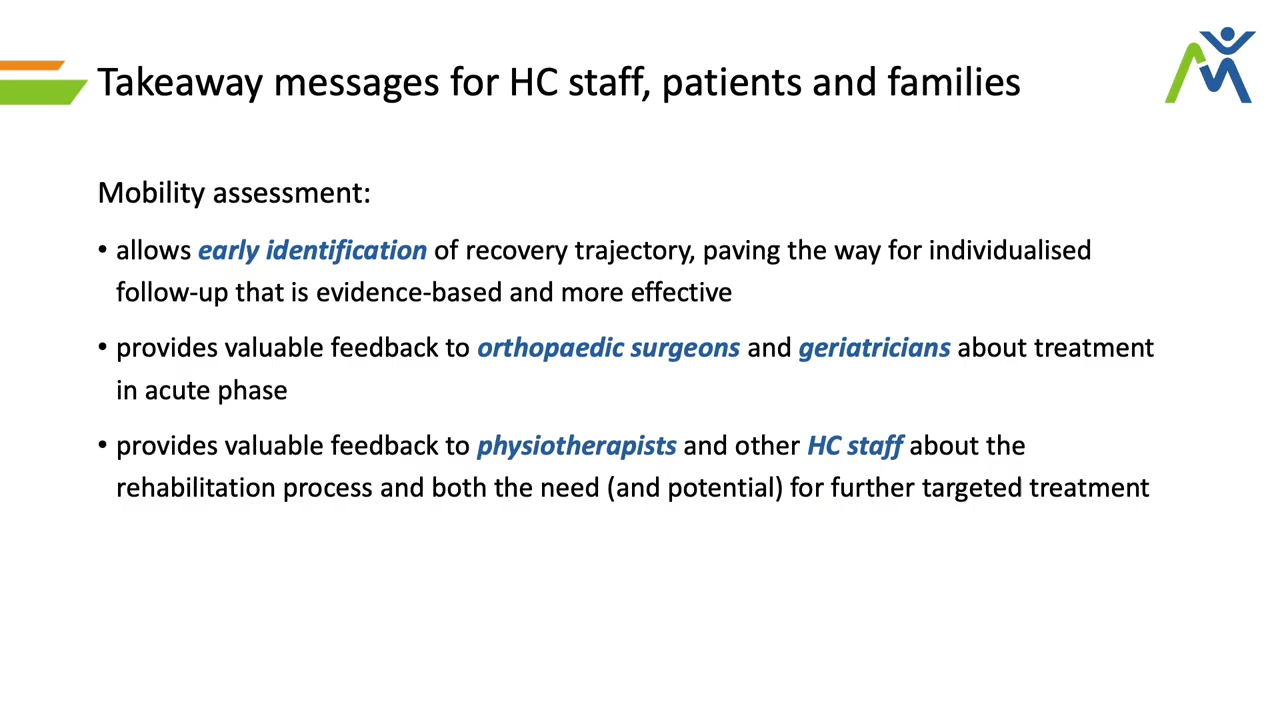 Takeaway messages for HC staff, patients and families
Mobility assessment:
• allows early identification of recovery trajectory, paving the way for individualised
follow-up that is evidence-based and more effective
• provides valuable feedback to orthopaedic surgeons and geriatricians about treatment
in acute phase
• provides valuable feedback to physiotherapists and other HC staff about the
rehabilitation process and both the need (and potential) for further targeted treatment